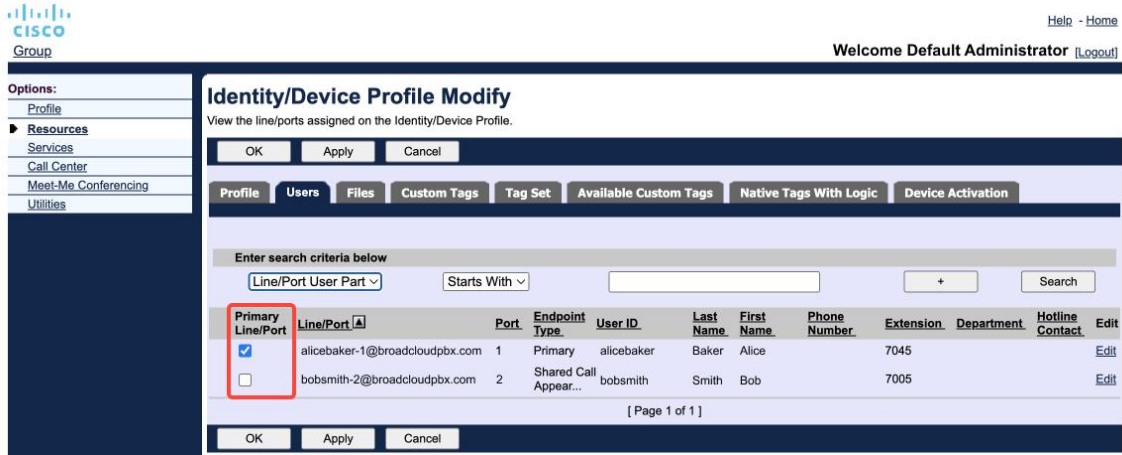 CISCO
Help - Home
Group
Welcome Default Administrator [Logout]
Options:
Profile
Resources
Services
Call Center
Meet-Me Conferencing
Utilities
Identity/Device Profile Modify
View the line/ports assigned on the Identity/Device Profile.
OK Apply Cancel
Profile Users Files Custom Tags Tag Set Available Custom Tags Native Tags With Logic Device Activation
Enter search criteria below
Line/Port User Part Starts With + Search
Primary Line/Port Line/Port Port Endpoint Type User ID Last Name First Name Phone Number Extension Department Hotline Contact Edit
alicebaker-1@broadcloudpbx.com 1 Primary alicebaker Baker Alice 7045 Edit
bobsmith-2@broadcloudpbx.com 2 Shared Call Appear... bobsmith Smith Bob 7005 Edit
[ Page 1 of 1 ]
OK Apply Cancel